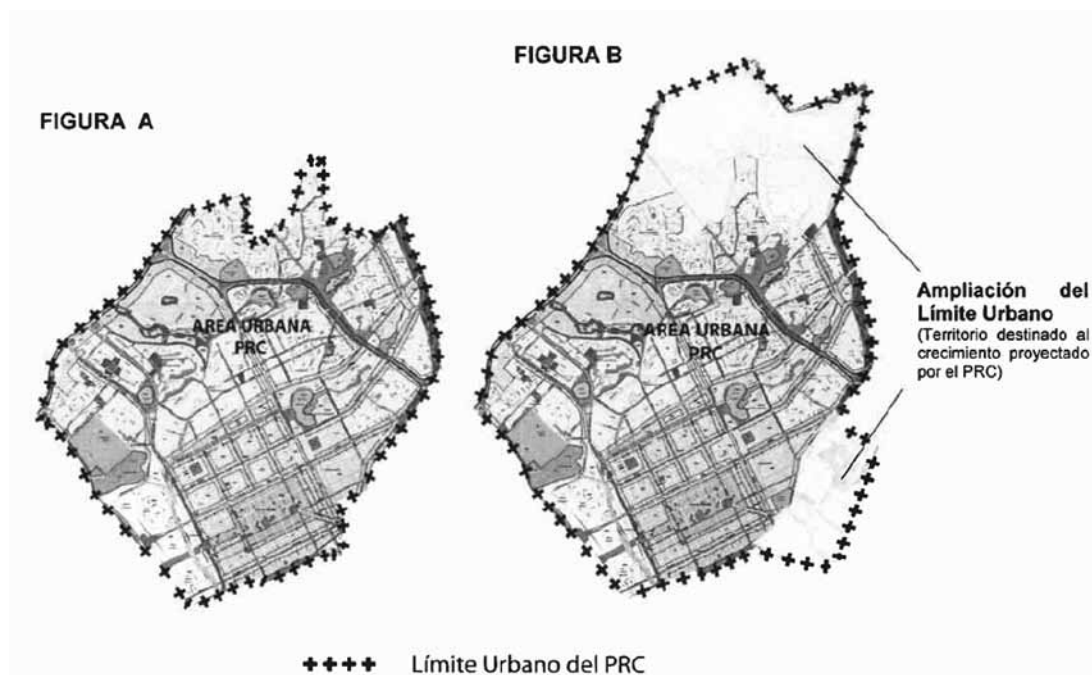 FIGURA A
FIGURA B
AREA URBANA
PRC
AREA URBANA
PRC
Ampliación del
Límite Urbano
(Territorio destinado al
crecimiento proyectado
por el PRC)
Límite Urbano del PRC